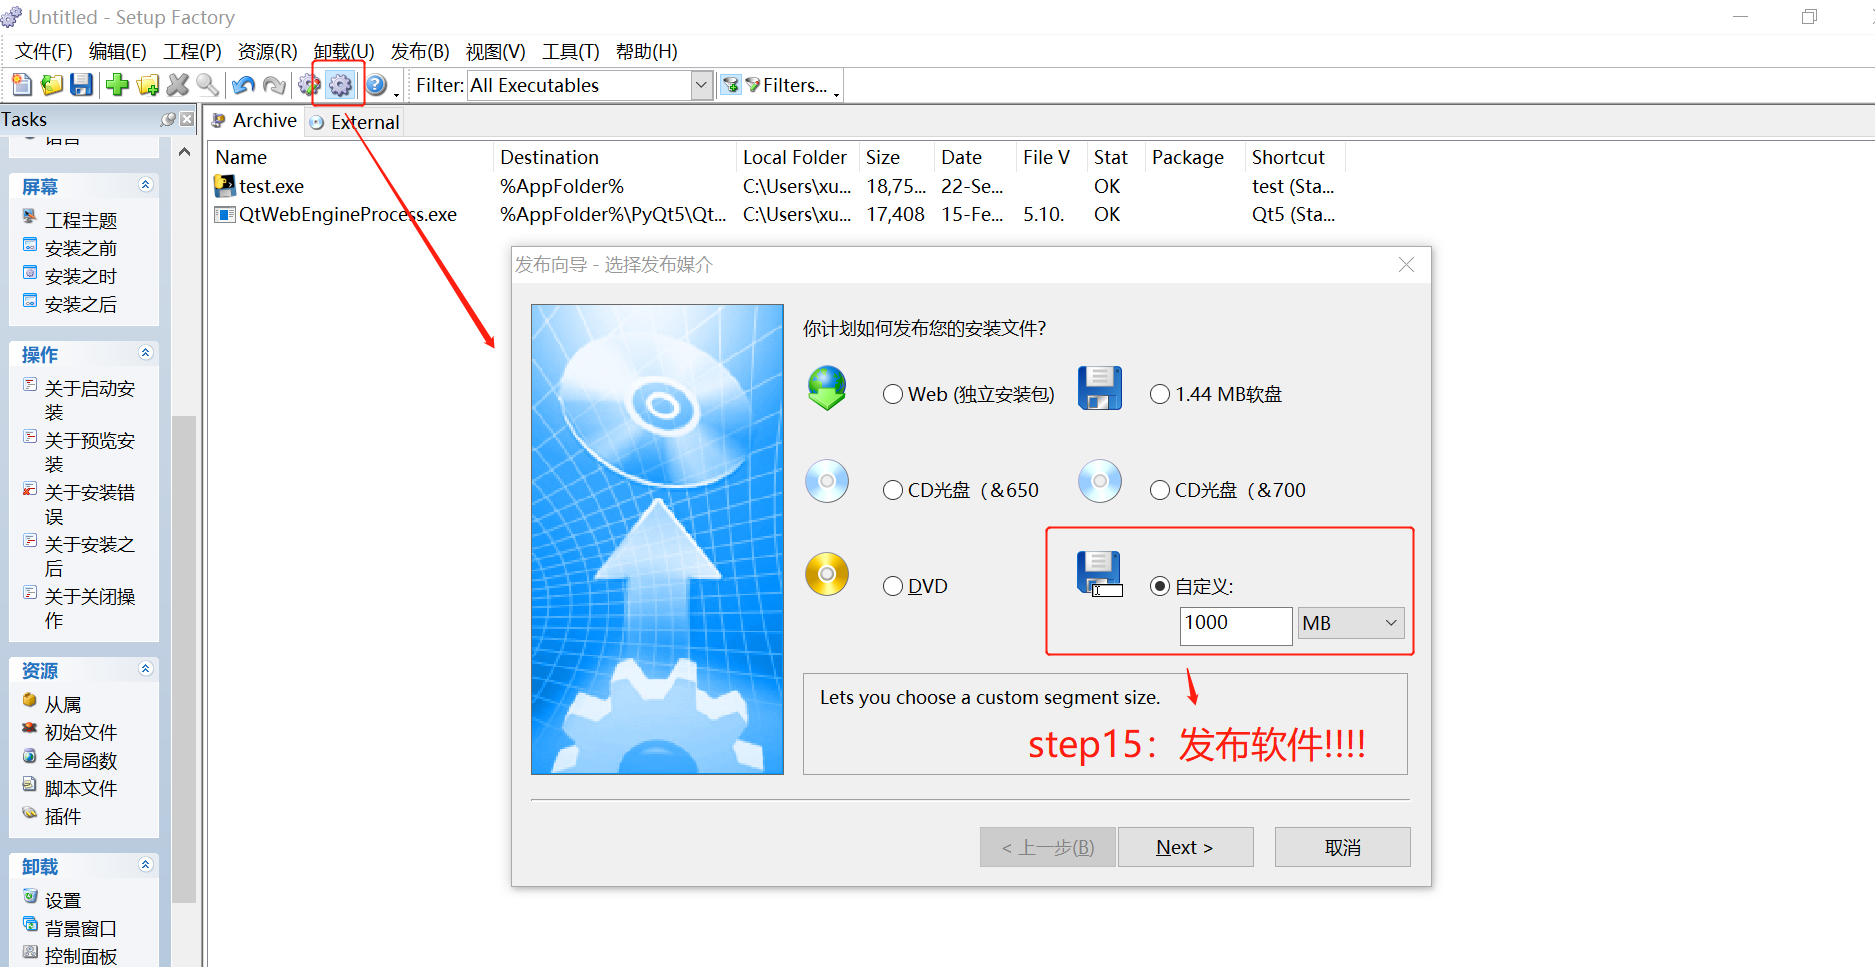 Untitled - Setup Factory
文件(F) 编辑(E) 工程(P) 资源(R) 卸载(U) 发布(B) 视图(V) 工具(T) 帮助(H)
Filter: All Executables Filters...
Tasks
语言
屏幕
工程主题
安装之前
安装之时
安装之后
操作
关于启动安
装
关于预览安
装
关于安装错
误
关于安装之
后
关于关闭操
作
资源
从属
初始文件
全局函数
脚本文件
插件
卸载
设置
背景窗口
控制面板
Archive External
Name Destination Local Folder Size Date File V Stat Package Shortcut
test.exe %AppFolder% C:\Users\xu... 18,75... 22-Se... OK test (Sta...
QtWebEngineProcess.exe %AppFolder%\PyQt5\Qt... C:\Users\xu... 17,408 15-Fe... 5.10. OK Qt5 (Sta...
发布向导 - 选择发布媒介
你计划如何发布您的安装文件?
Web (独立安装包) 1.44 MB软盘
CD光盘（&650 CD光盘（&700
DVD 自定义:
1000 MB
Lets you choose a custom segment size.
step15：发布软件!!!!
< 上一步(B) Next > 取消